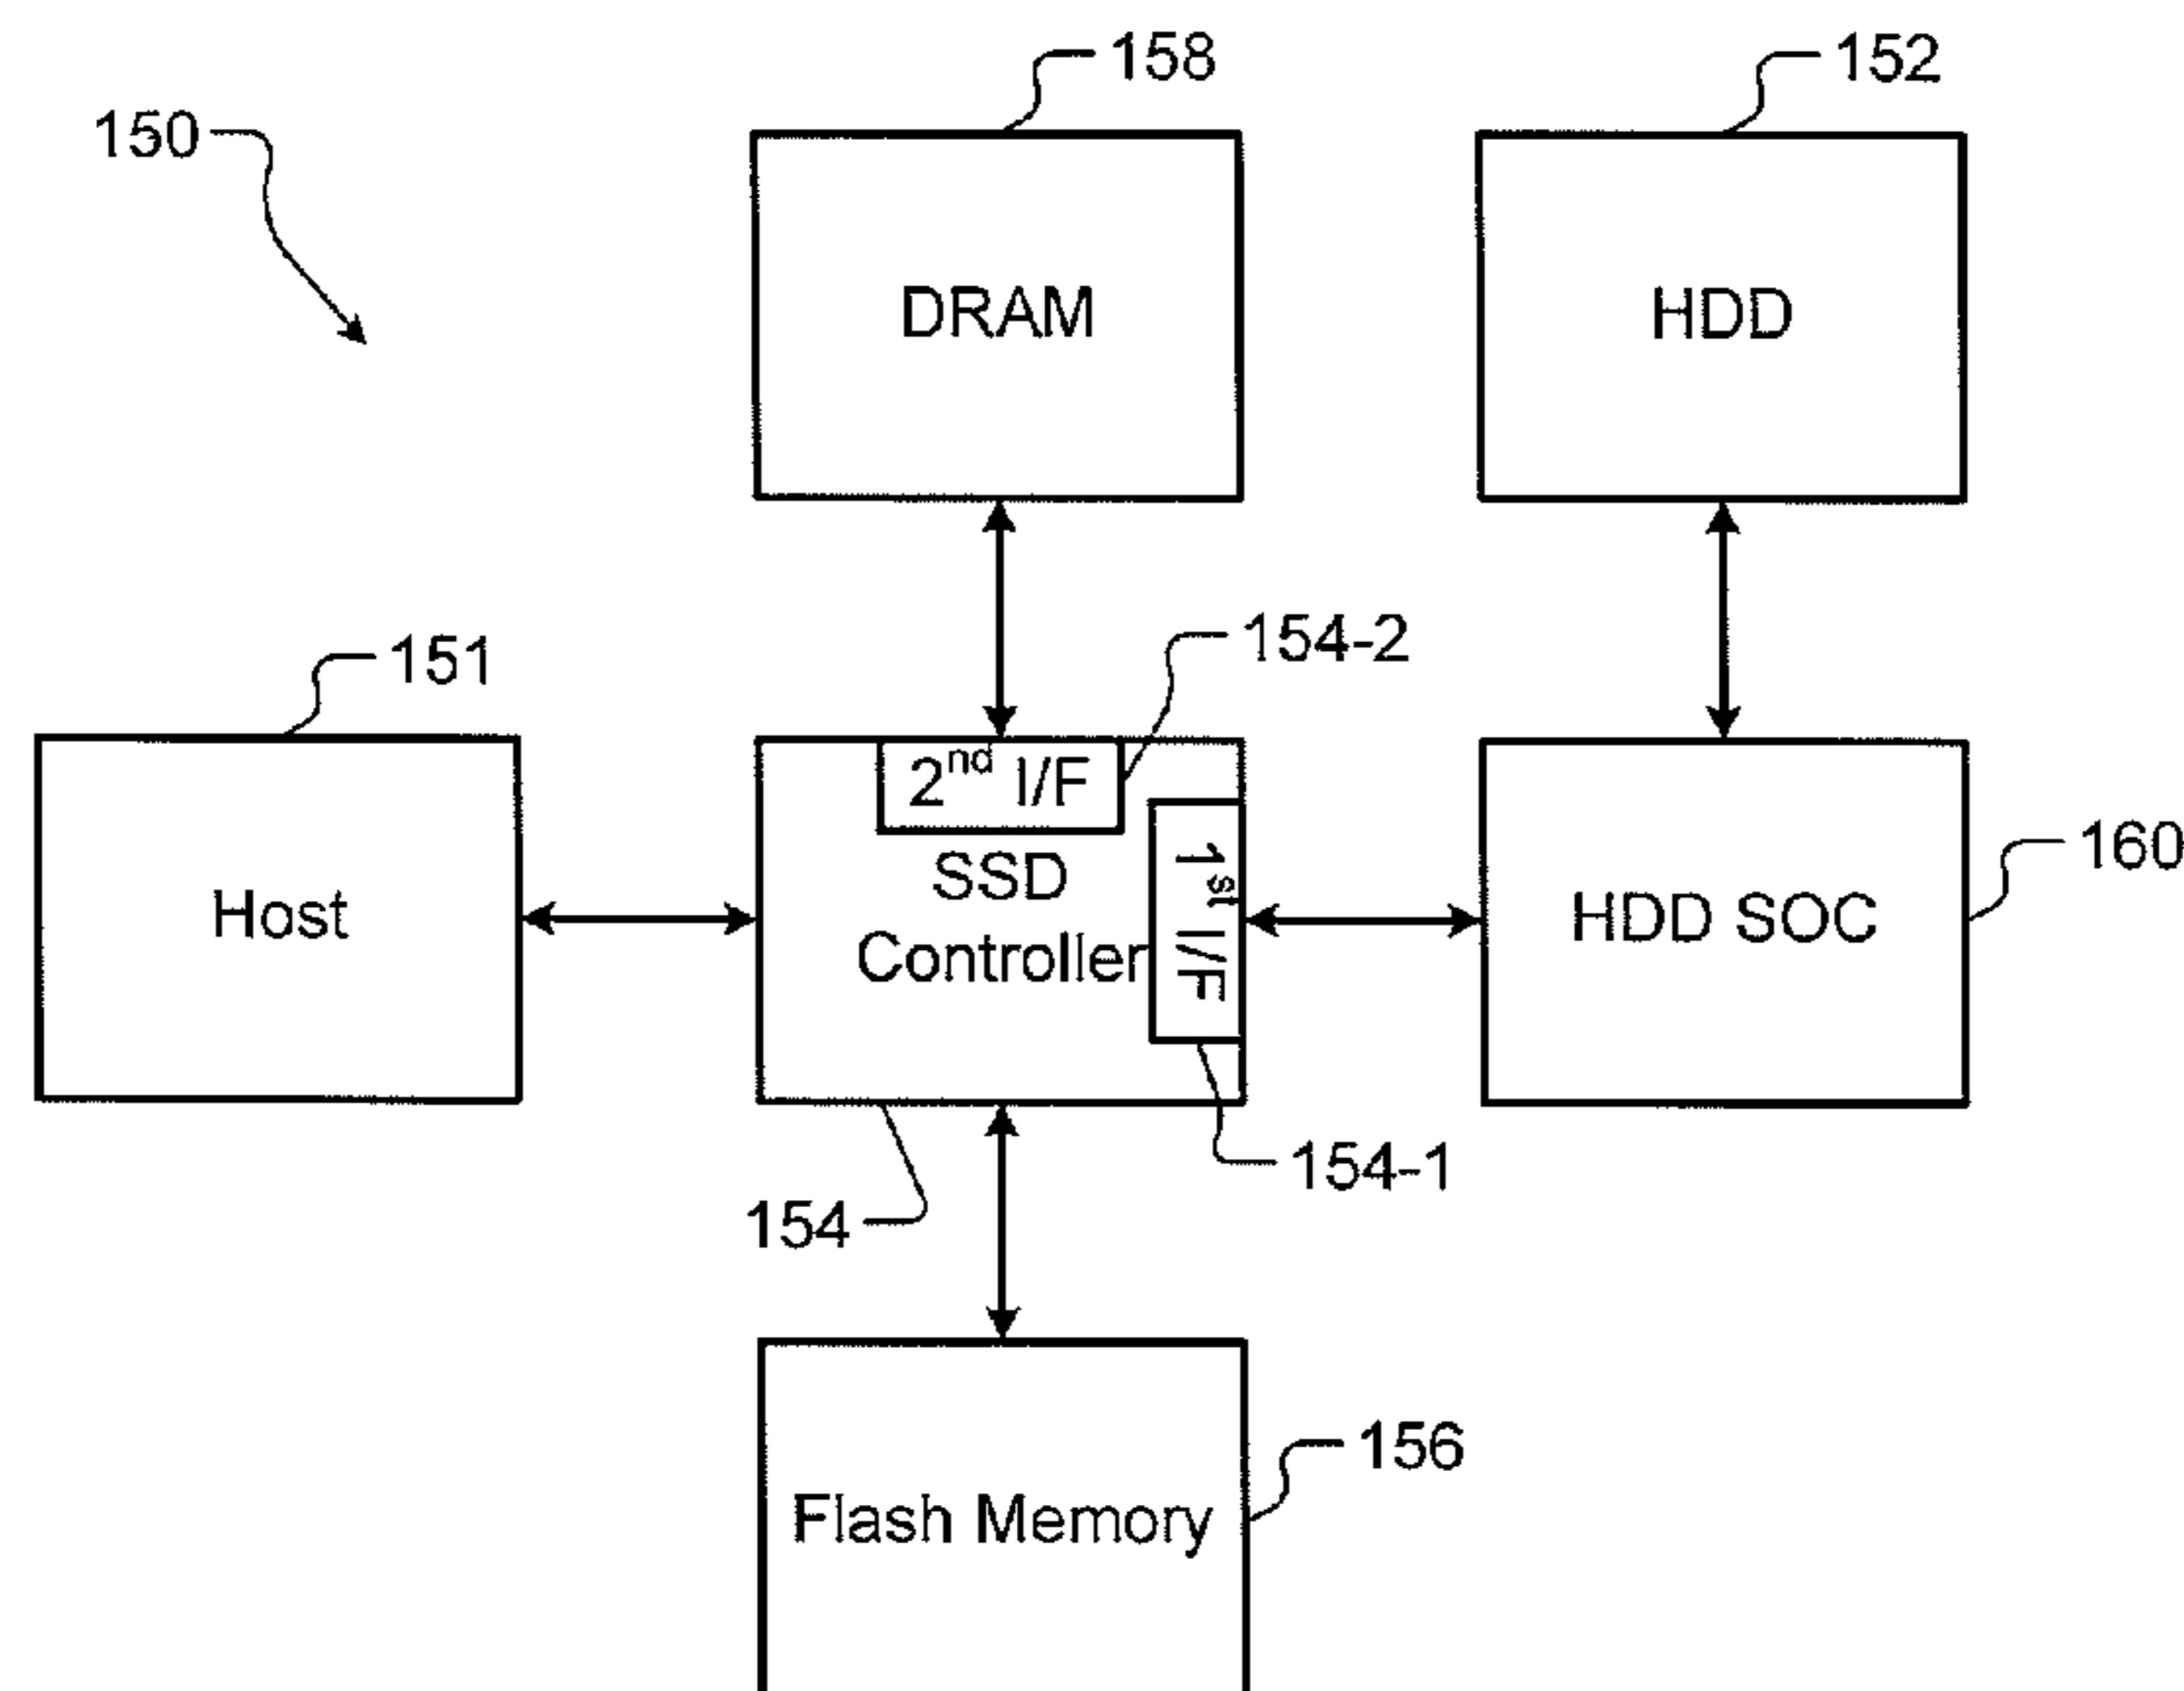 158
152
150
DRAM
HDD
154-2
151
2nd I/F
1st I/F
160
SSD
Controller
Host
HDD SOC
154-1
154
156
Flash Memory